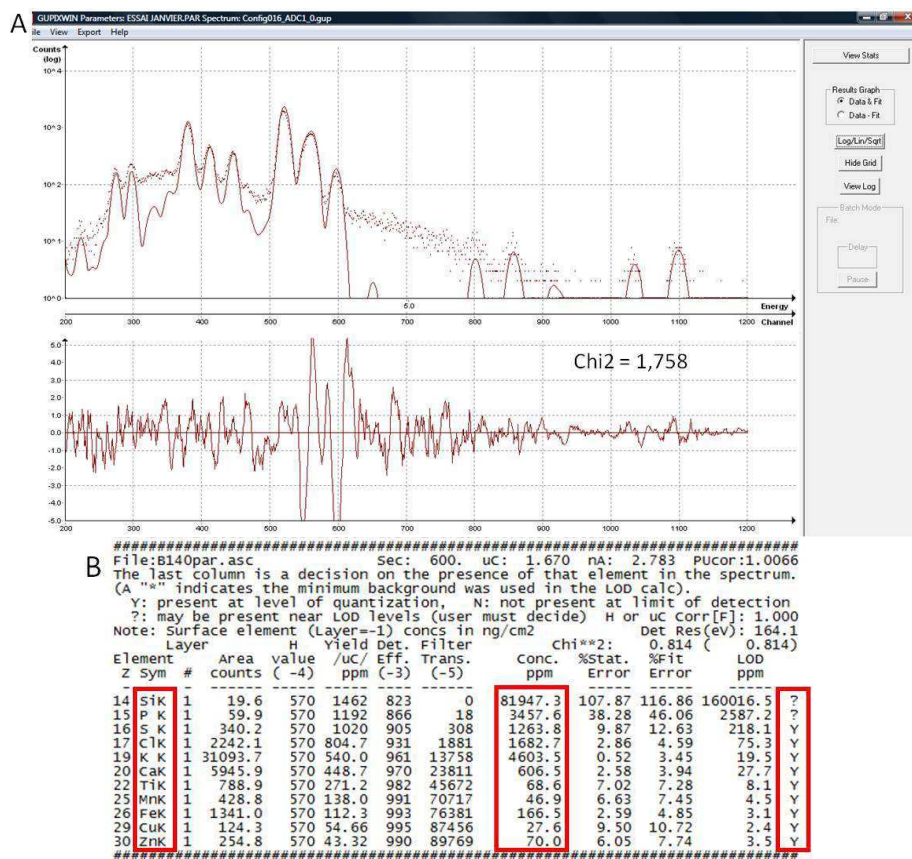 A
GUPIXWIN Parameters: ESSAI JANVIER.PAR Spectrum: Config016_ADC1_0.gup
ile View Export Help
Counts
(log)
10^4
10^3
10^2
10^1
10^0
5.0
Energy
200 300 400 500 600 700 800 900 1000 1100 1200
Channel
View Stats
Results Graph
Data & Fit
Data - Fit
Log/Lin/Sqrt
Hide Grid
View Log
Batch Mode
File:
Delay
Pause
5.0
4.0
3.0
2.0
1.0
0.0
-1.0
-2.0
-3.0
-4.0
-5.0
Chi2 = 1,758
200 300 400 500 600 700 800 900 1000 1100 1200
B
################################################################################
File:B140par.asc Sec: 600. uC: 1.670 nA: 2.783 PUcor:1.0066
The last column is a decision on the presence of that element in the spectrum.
(A "*" indicates the minimum background was used in the LOD calc).
Y: present at level of quantization, N: not present at limit of detection
?: may be present near LOD levels (user must decide) H or uC Corr[F]: 1.000
Note: Surface element (Layer=-1) concs in ng/cm2 Det Res(eV): 164.1
Layer H Yield Det. Filter Chi**2: 0.814 ( 0.814)
Element Area value /uC/ Eff. Trans. Conc. %Stat. %Fit LOD
Z Sym # counts ( -4) ppm (-3) (-5) ppm Error Error ppm
14 SiK 1 19.6 570 1462 823 0 81947.3 107.87 116.86 160016.5 ?
15 P K 1 59.9 570 1192 866 18 3457.6 38.28 46.06 2587.2 ?
16 S K 1 340.2 570 1020 905 308 1263.8 9.87 12.63 218.1 Y
17 ClK 1 2242.1 570 804.7 931 1881 1682.7 2.86 4.59 75.3 Y
19 K K 1 31093.7 570 540.0 961 13758 4603.5 0.52 3.45 19.5 Y
20 CaK 1 5945.9 570 448.7 970 23811 606.5 2.58 3.94 27.7 Y
22 TiK 1 788.9 570 271.2 982 45672 68.6 7.02 7.28 8.1 Y
25 MnK 1 428.8 570 138.0 991 70717 46.9 6.63 7.45 4.5 Y
26 FeK 1 1341.0 570 112.3 993 76381 166.5 2.59 4.85 3.1 Y
29 CuK 1 124.3 570 54.66 995 87456 27.6 9.50 10.72 2.4 Y
30 ZnK 1 254.8 570 43.32 990 89769 70.0 6.05 7.74 3.5 Y
################################################################################